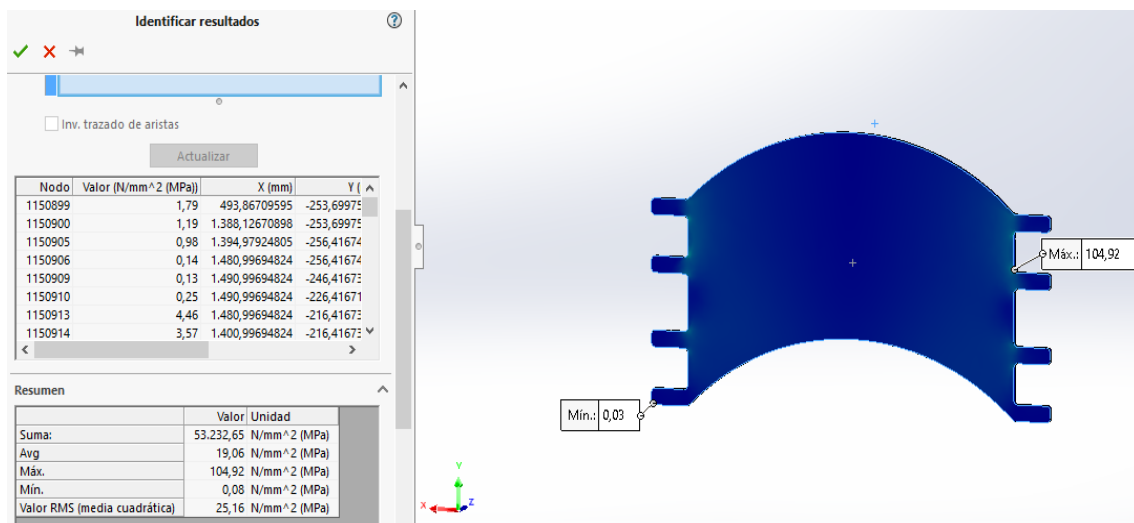 Identificar resultados
Inv. trazado de aristas
Actualizar
Nodo Valor (N/mm^2 (MPa)) X (mm) Y (
1150899 1,79 493,86709595 -253,69975
1150900 1,19 1.388,12670898 -253,69975
1150905 0,98 1.394,97924805 -256,41674
1150906 0,14 1.480,99694824 -256,41674
1150909 0,13 1.490,99694824 -246,41673
1150910 0,25 1.490,99694824 -226,41671
1150913 4,46 1.480,99694824 -216,41673
1150914 3,57 1.400,99694824 -216,41673
Resumen
Valor Unidad
Suma: 53.232,65 N/mm^2 (MPa)
Avg 19,06 N/mm^2 (MPa)
Máx. 104,92 N/mm^2 (MPa)
Mín. 0,08 N/mm^2 (MPa)
Valor RMS (media cuadrática) 25,16 N/mm^2 (MPa)
Máx.: 104,92
Mín.: 0,03
Y
X
Z